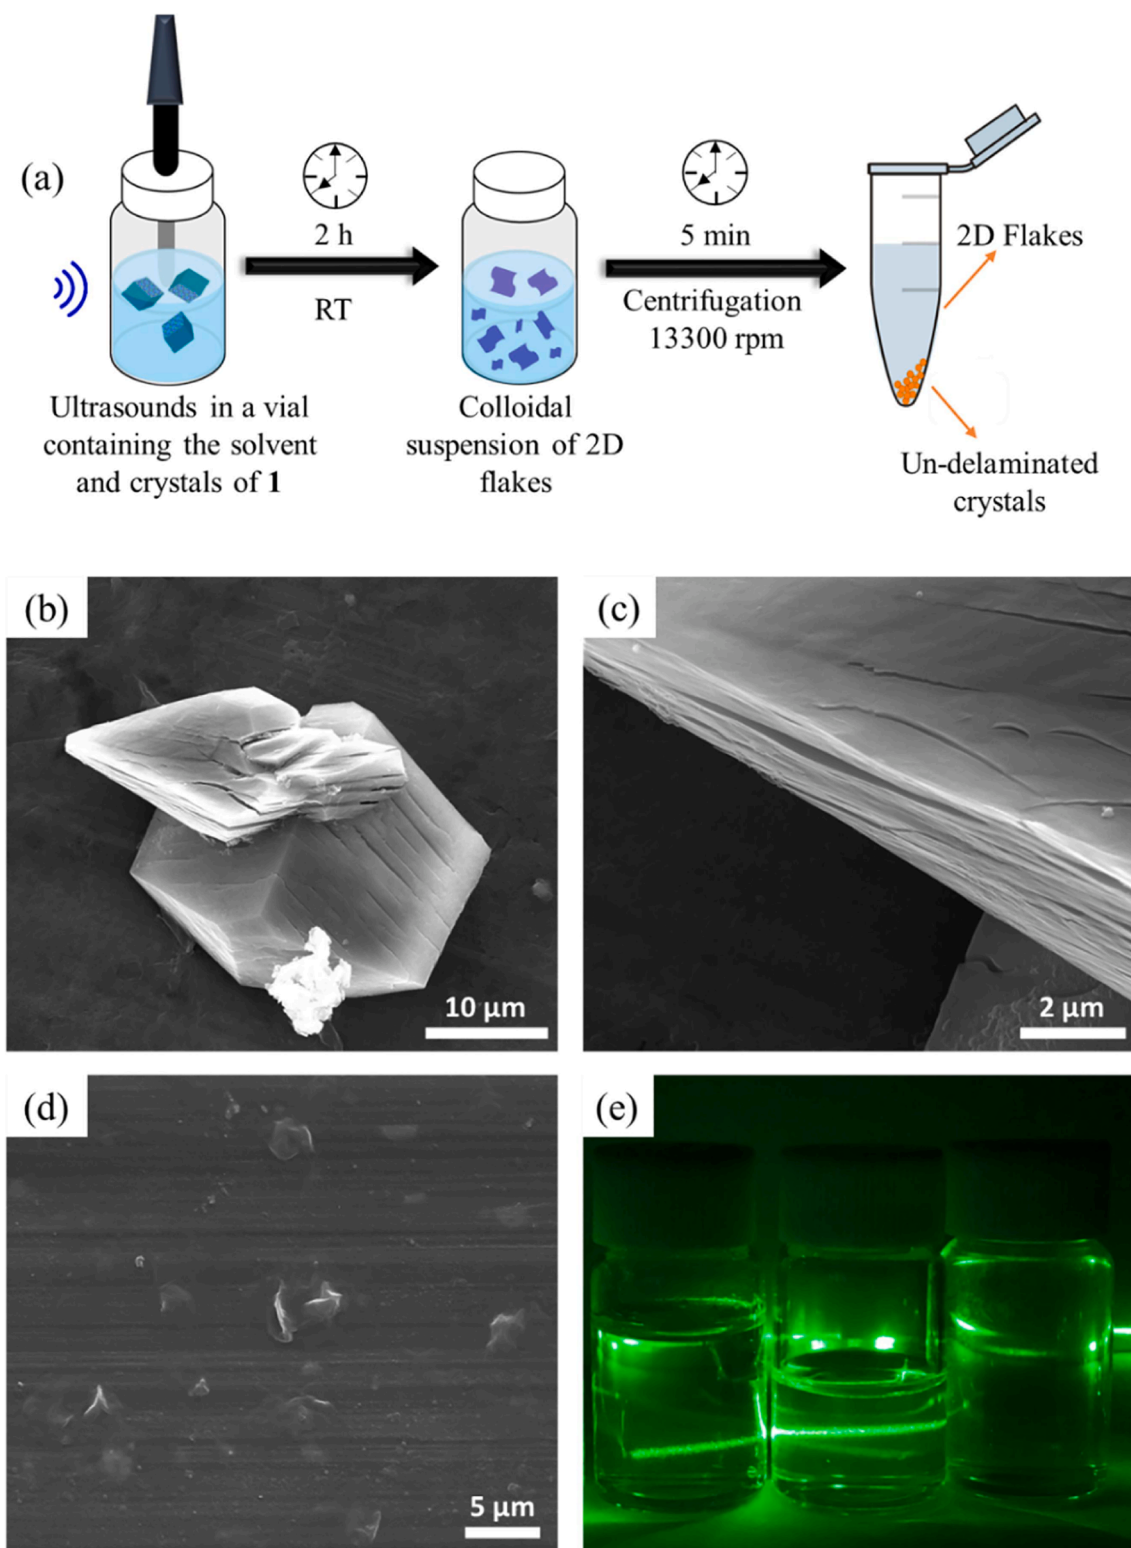 (a)
2 h
RT
5 min
Centrifugation
13300 rpm
2D Flakes
Un-delaminated
crystals
Ultrasounds in a vial
containing the solvent
and crystals of 1
Colloidal
suspension of 2D
flakes
(b)
10 μm
(c)
2 μm
(d)
5 μm
(e)